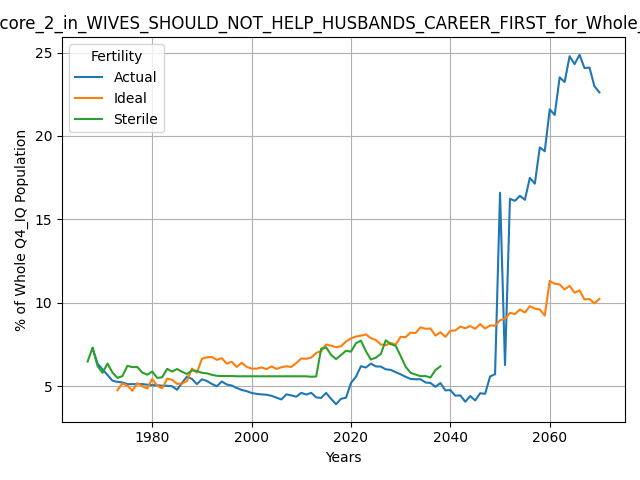 core_2_in_WIVES_SHOULD_NOT_HELP_HUSBANDS_CAREER_FIRST_for_Whole_
Fertility
Actual
Ideal
Sterile
% of Whole Q4_IQ Population
25
20
15
10
5
1980 2000 2020 2040 2060
Years